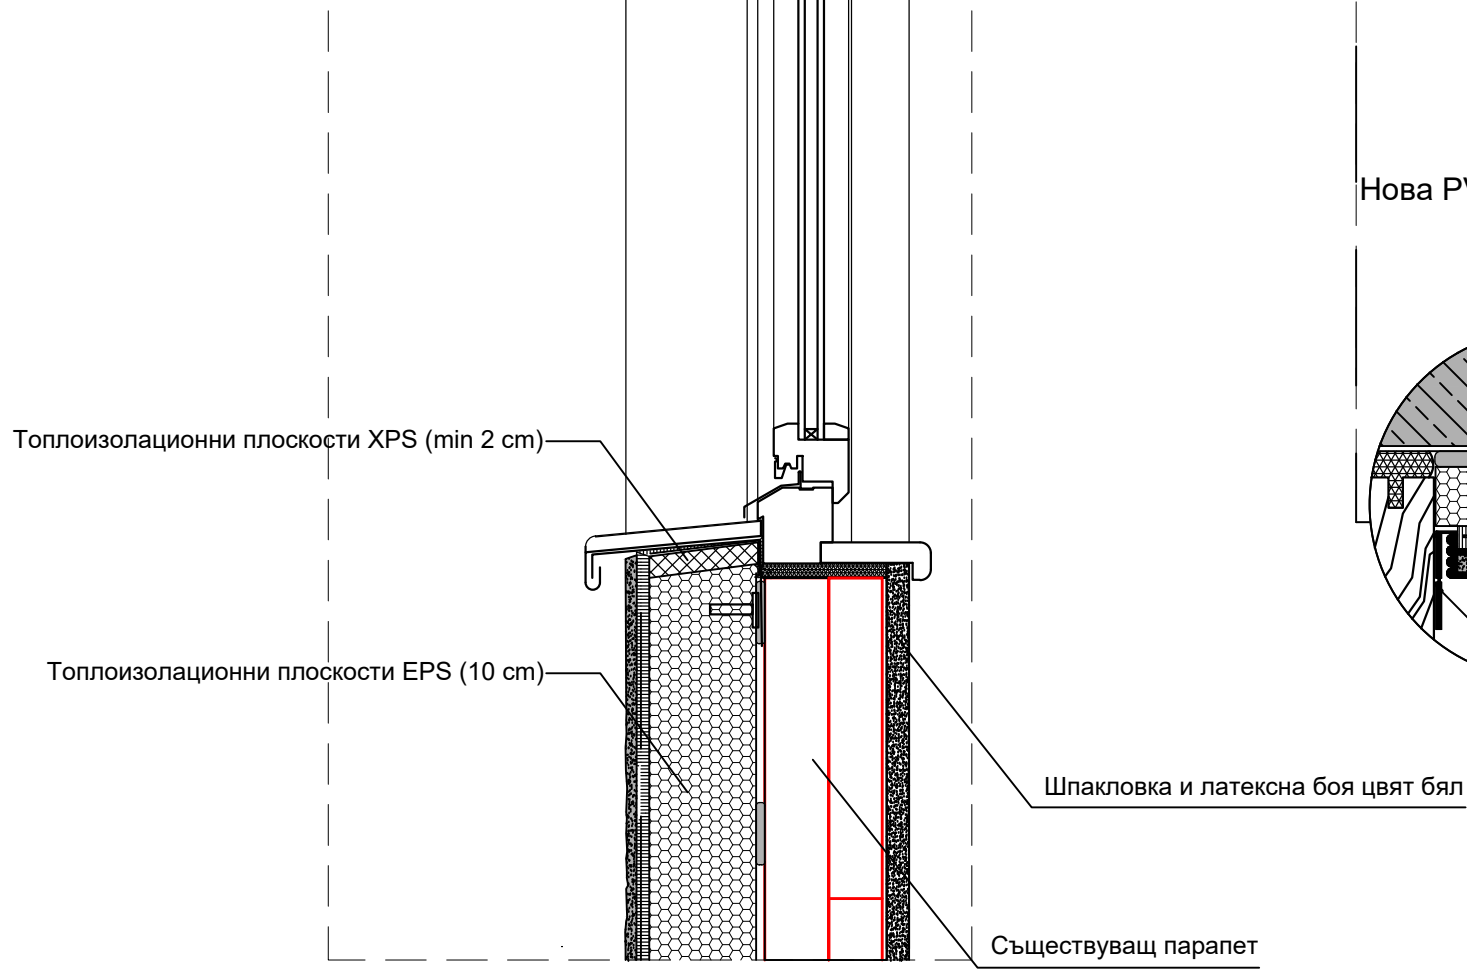 Нова
Топлоизолационни плоскости XPS (min 2 cm)
Топлоизолационни плоскости EPS (10 cm)
Шпакловка и латексна боя цвят бял
Съществуващ парапет